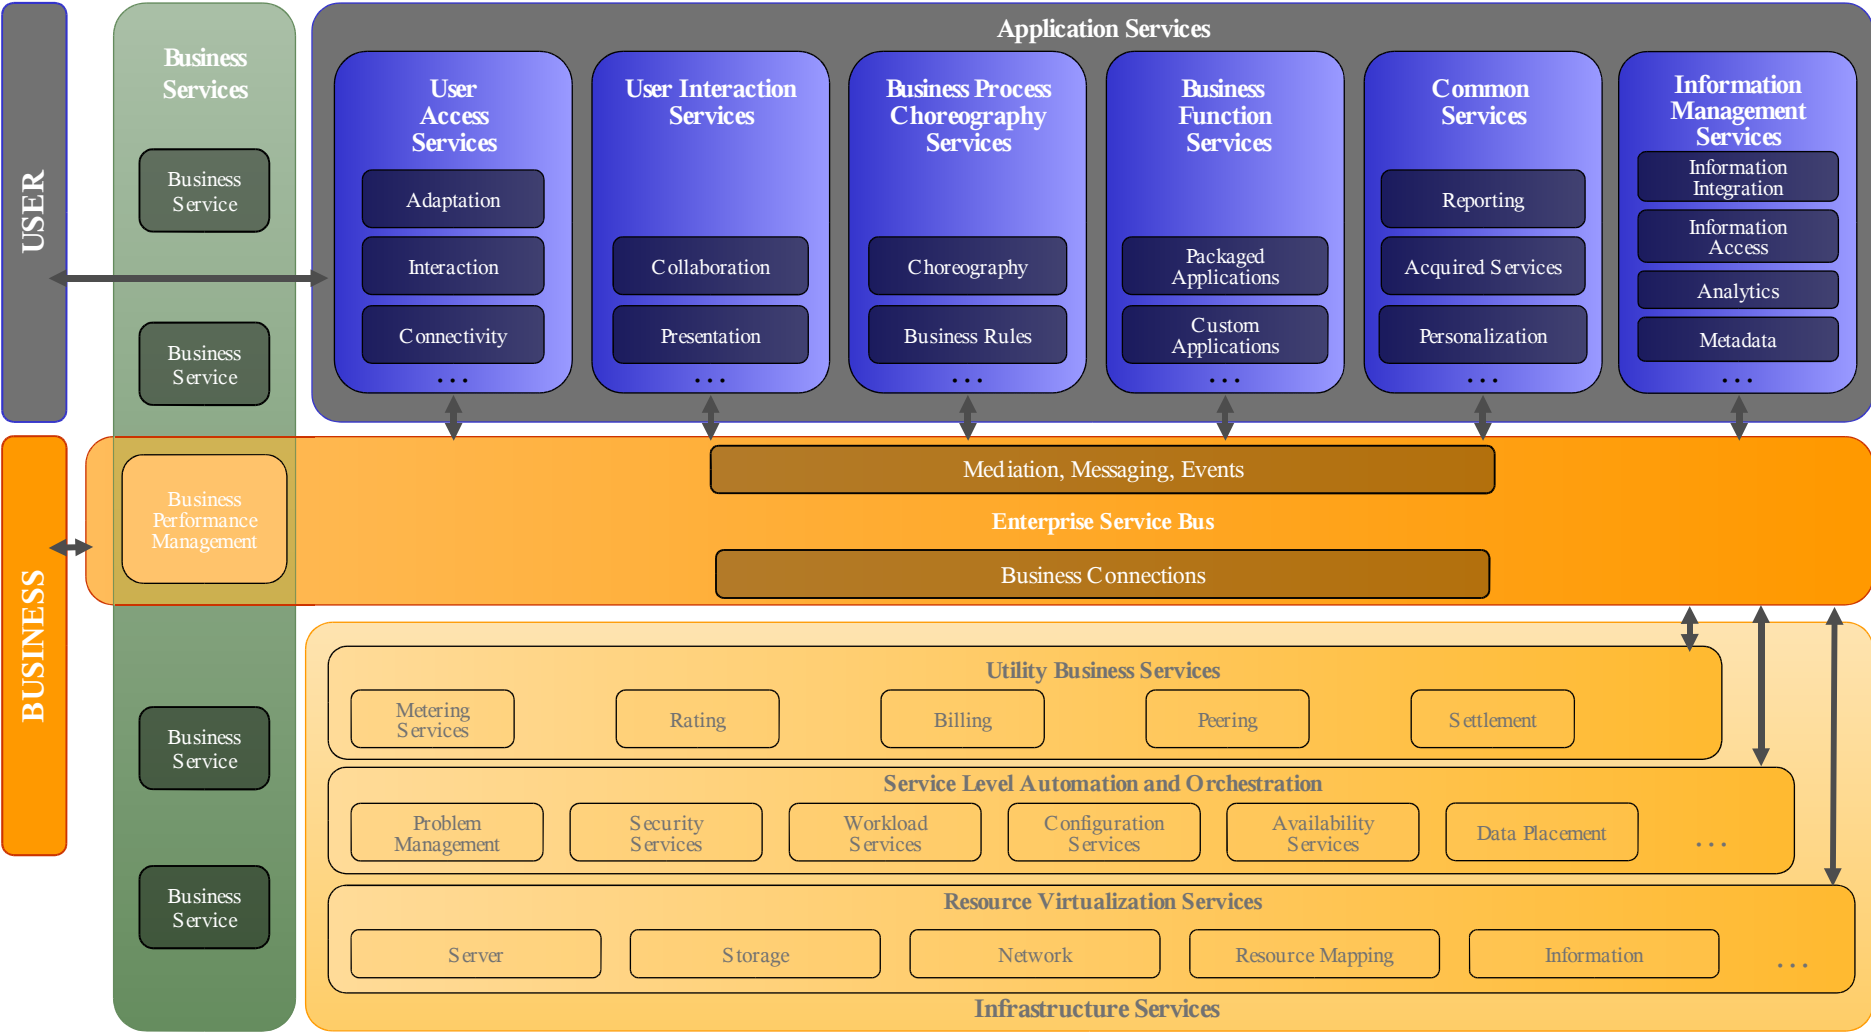 USER
BUSINESS
Business
Services
Business
Service
Business
Service
Business
Performance
Management
Business
Service
Business
Service
Application Services
User
Access
Services
Adaptation
Interaction
Connectivity
...
User Interaction
Services
Collaboration
Presentation
...
Business Process
Choreography
Services
Choreography
Business Rules
...
Business
Function
Services
Packaged
Applications
Custom
Applications
...
Common
Services
Reporting
Acquired Services
Personalization
...
Information
Management
Services
Information
Integration
Information
Access
Analytics
Metadata
...
Mediation, Messaging, Events
Enterprise Service Bus
Business Connections
Utility Business Services
Metering
Services
Rating
Billing
Peering
Settlement
Service Level Automation and Orchestration
Problem
Management
Security
Services
Workload
Services
Configuration
Services
Availability
Services
Data Placement
...
Resource Virtualization Services
Server
Storage
Network
Resource Mapping
Information
...
Infrastructure Services